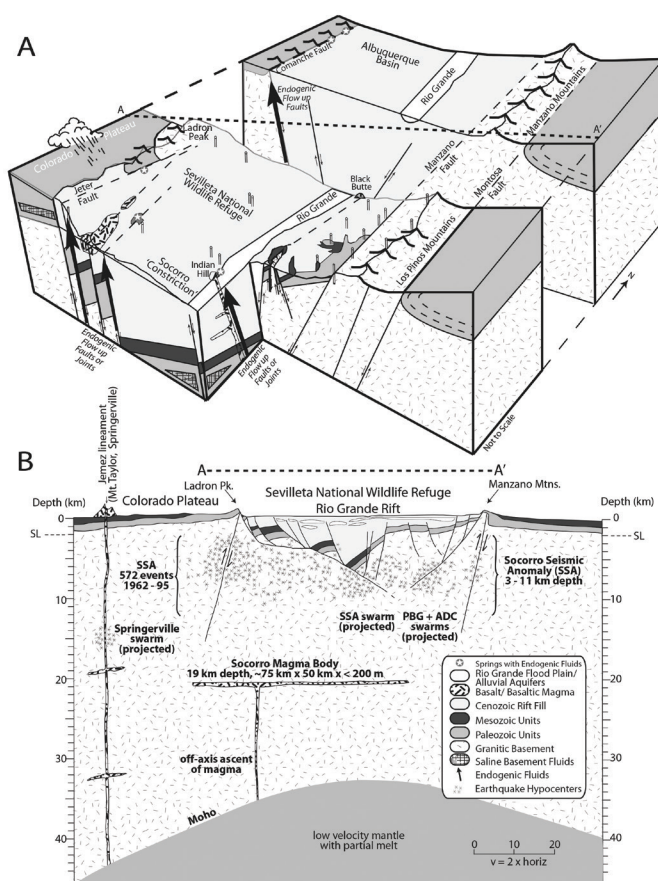 A
Comanche Fault
Albuquerque
Basin
Rio Grande
Endogenic
Flow up
Faults
Manzano Mountains
A
A'
Colorado Plateau
Ladron
Peak
Jeter
Fault
Sevilleta National
Wildlife Refuge
Black
Butte
Manzano
Fault
Montosa
Fault
Rio Grande
Socorro
'Constriction'
Indian
Hill
Los Pinos Mountains
Endogenic
Flow up
Faults or
Joints
Endogenic
Flow up
Faults or
Joints
N
Not to Scale
B
Jemez lineament
(Mt.Taylor, Springerville)
A
A'
Ladron Pk.
Sevilleta National Wildlife Refuge
Manzano Mtns.
Depth (km)
Colorado Plateau
Rio Grande Rift
Depth (km)
0
0
SL
SL
SSA
572 events
1962 - 95
Socorro Seismic
Anomaly (SSA)
3 - 11 km depth
10
10
SSA swarm
(projected)
PBG + ADC
swarms
(projected)
Springerville
swarm
(projected)
Socorro Magma Body
19 km depth, ~75 km x 50 km x < 200 m
20
20
off-axis ascent
of magma
30
30
Moho
40
40
low velocity mantle
with partial melt
Springs with Endogenic Fluids
Rio Grande Flood Plain/
Alluvial Aquifers
Basalt/ Basaltic Magma
Cenozoic Rift Fill
Mesozoic Units
Paleozoic Units
Granitic Basement
Saline Basement Fluids
Endogenic Fluids
Earthquake Hypocenters
0 10 20
v = 2 x horiz